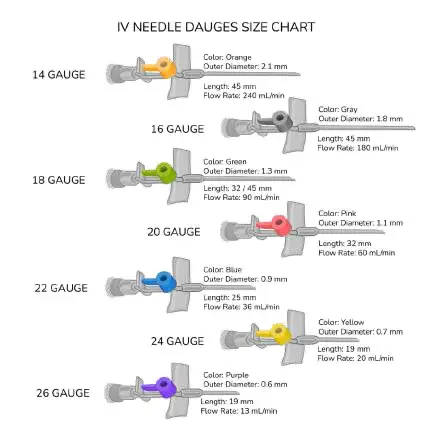 IV NEEDLE DAUGES SIZE CHART
14 GAUGE
Color: Orange
Outer Diameter: 2.1 mm
Length: 45 mm
Flow Rate: 240 mL/min
16 GAUGE
Color: Gray
Outer Diameter: 1.8 mm
Length: 45 mm
Flow Rate: 180 mL/min
18 GAUGE
Color: Green
Outer Diameter: 1.3 mm
Length: 32 / 45 mm
Flow Rate: 90 mL/min
20 GAUGE
Color: Pink
Outer Diameter: 1.1 mm
Length: 32 mm
Flow Rate: 60 mL/min
22 GAUGE
Color: Blue
Outer Diameter: 0.9 mm
Length: 25 mm
Flow Rate: 36 mL/min
24 GAUGE
Color: Yellow
Outer Diameter: 0.7 mm
Length: 19 mm
Flow Rate: 20 mL/min
26 GAUGE
Color: Purple
Outer Diameter: 0.6 mm
Length: 19 mm
Flow Rate: 13 mL/min